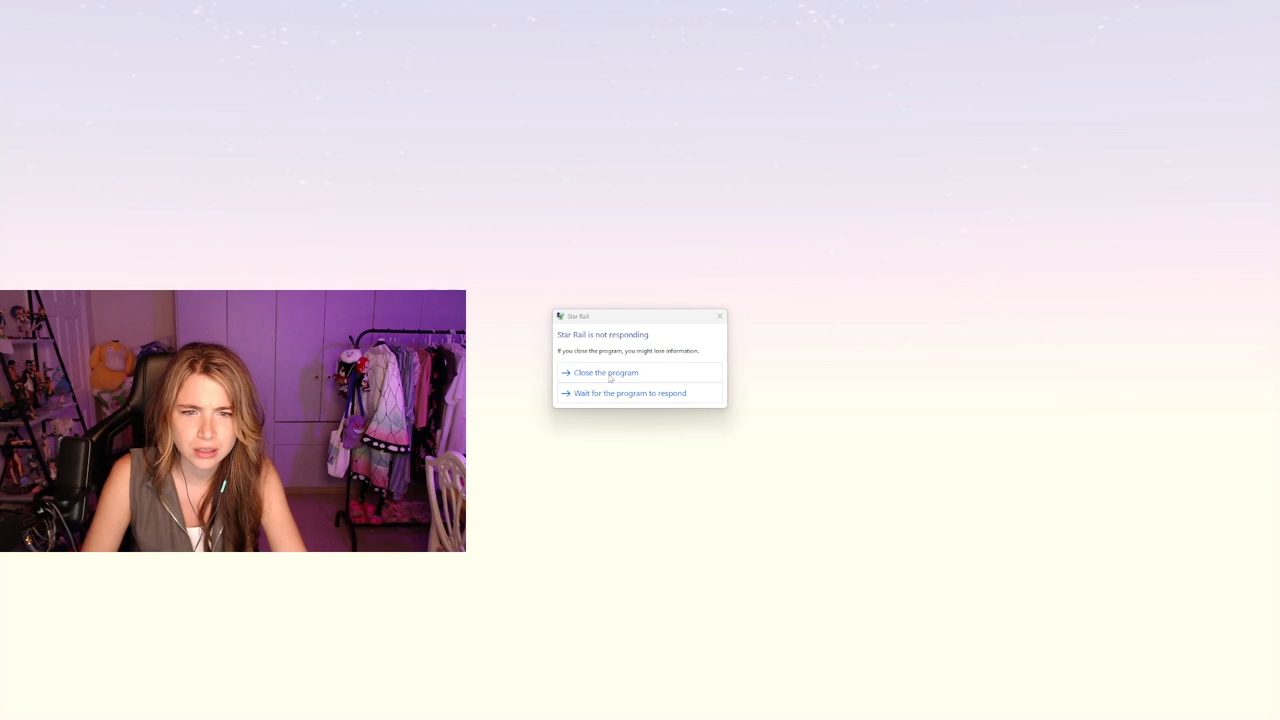 Star Rail
Star Rail is not responding
If you close the program, you might lose information.
Close the program
Wait for the program to respond